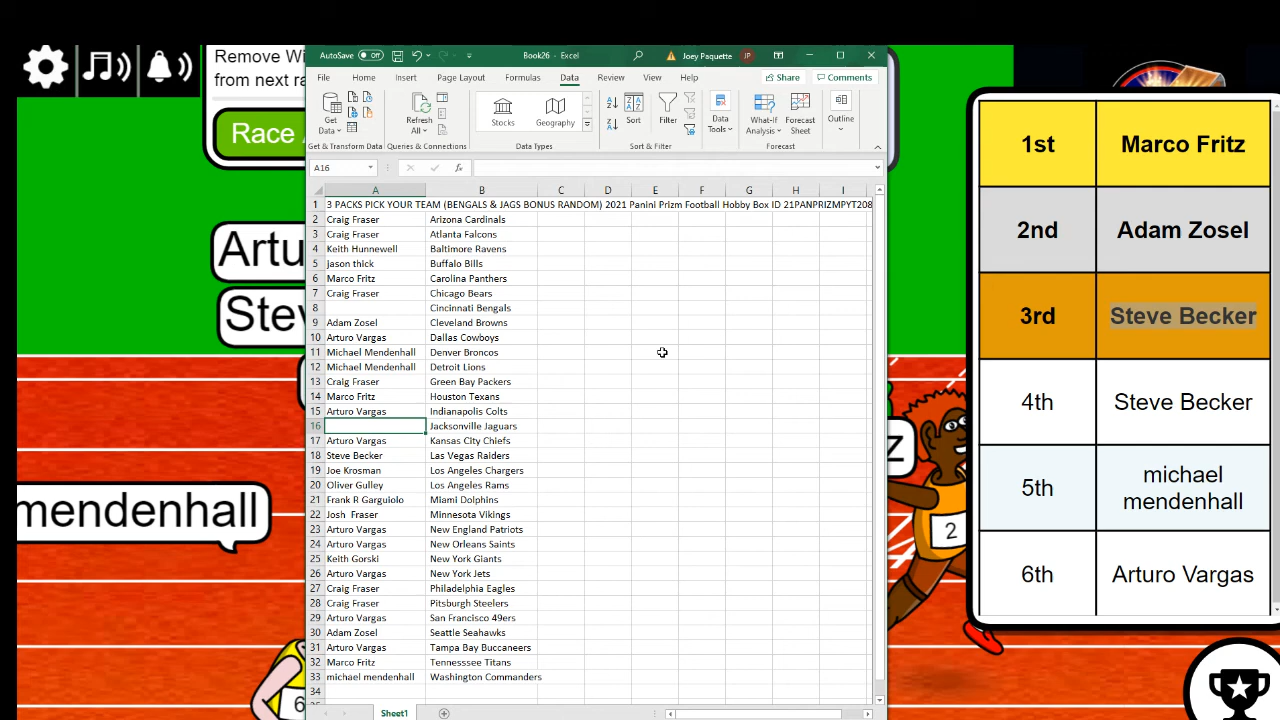 Remove Wi
from next ra
Race
Artu
Stev
mendenhall
z
2
6
AutoSave Off
Book26 - Excel
Joey Paquette JP
File Home Insert Page Layout Formulas Data Review View Help Share Comments
Get Data
Refresh All
Stocks
Geography
Sort
Filter
Data Tools
What-If Analysis
Forecast Sheet
Outline
Get & Transform Data Queries & Connections Data Types Sort & Filter Forecast
A16 fx
A B C D E F G H I
1 3 PACKS PICK YOUR TEAM (BENGALS & JAGS BONUS RANDOM) 2021 Panini Prizm Football Hobby Box ID 21PANPRIZMPYT208
2 Craig Fraser Arizona Cardinals
3 Craig Fraser Atlanta Falcons
4 Keith Hunnewell Baltimore Ravens
5 jason thick Buffalo Bills
6 Marco Fritz Carolina Panthers
7 Craig Fraser Chicago Bears
8 Cincinnati Bengals
9 Adam Zosel Cleveland Browns
10 Arturo Vargas Dallas Cowboys
11 Michael Mendenhall Denver Broncos
12 Michael Mendenhall Detroit Lions
13 Craig Fraser Green Bay Packers
14 Marco Fritz Houston Texans
15 Arturo Vargas Indianapolis Colts
16 Jacksonville Jaguars
17 Arturo Vargas Kansas City Chiefs
18 Steve Becker Las Vegas Raiders
19 Joe Krosman Los Angeles Chargers
20 Oliver Gulley Los Angeles Rams
21 Frank R Garguiolo Miami Dolphins
22 Josh Fraser Minnesota Vikings
23 Arturo Vargas New England Patriots
24 Arturo Vargas New Orleans Saints
25 Keith Gorski New York Giants
26 Arturo Vargas New York Jets
27 Craig Fraser Philadelphia Eagles
28 Craig Fraser Pitsburgh Steelers
29 Arturo Vargas San Francisco 49ers
30 Adam Zosel Seattle Seahawks
31 Arturo Vargas Tampa Bay Buccaneers
32 Marco Fritz Tennesssee Titans
33 michael mendenhall Washington Commanders
34
Sheet1
1st Marco Fritz
2nd Adam Zosel
3rd Steve Becker
4th Steve Becker
5th michael
mendenhall
6th Arturo Vargas